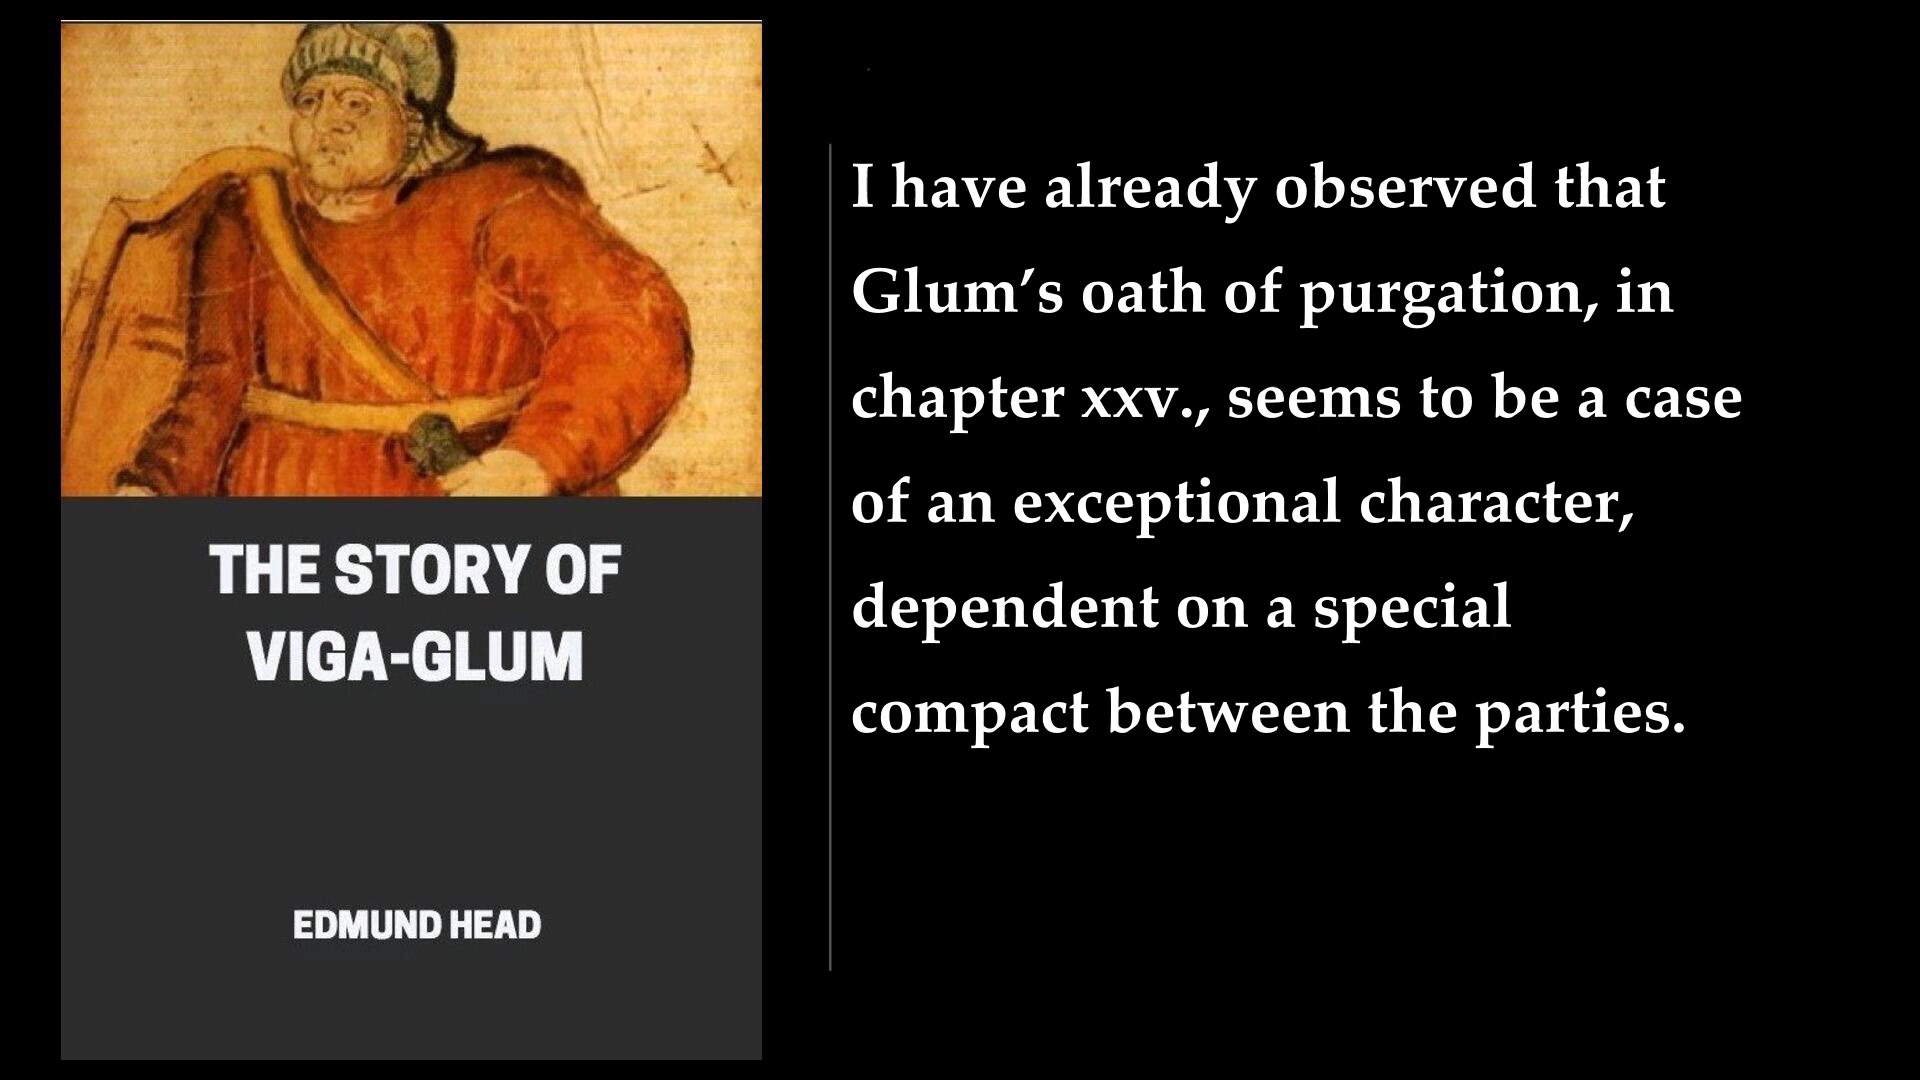 THE STORY OF
VIGA-GLUM
EDMUND HEAD
I have already observed that
Glum’s oath of purgation, in
chapter xxv., seems to be a case
of an exceptional character,
dependent on a special
compact between the parties.